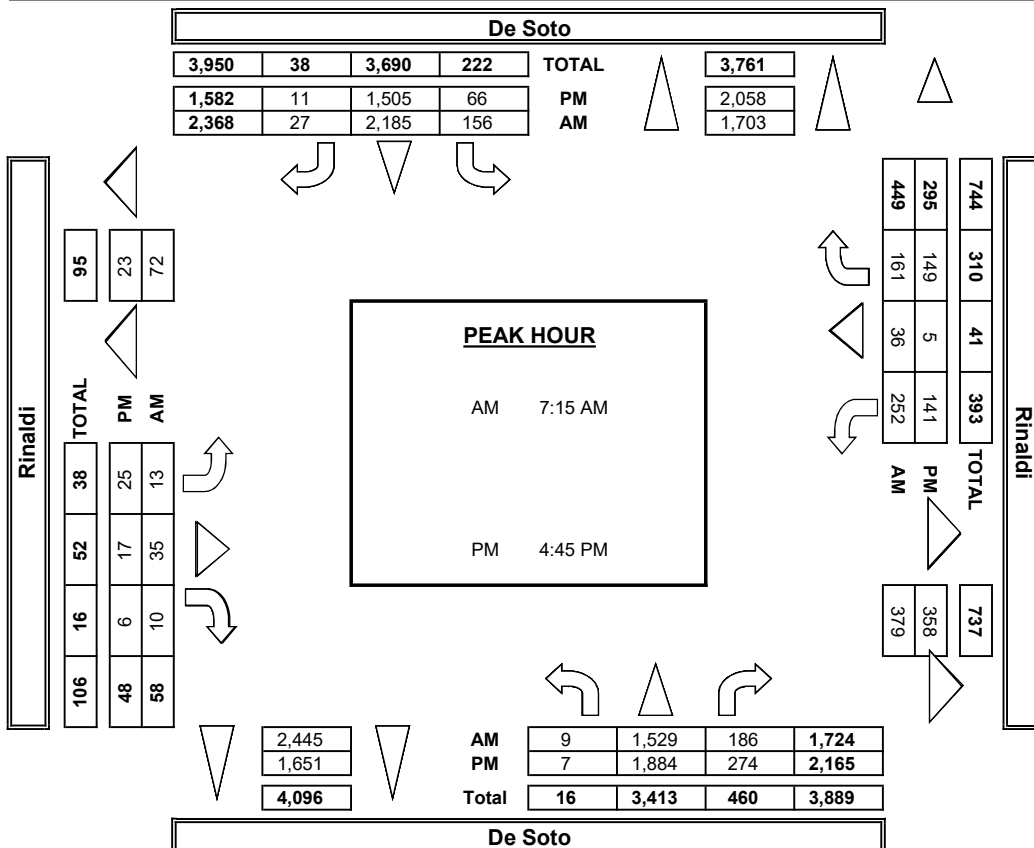 De Soto
3,950 38 3,690 222 TOTAL 3,761
1,582 11 1,505 66 PM 2,058
2,368 27 2,185 156 AM 1,703
Rinaldi
95
23
72
TOTAL
PM
AM
38 52 16 106
25 17 6 48
13 35 10 58
PEAK HOUR
AM 7:15 AM
PM 4:45 PM
744 310 41 393 TOTAL 737
295 149 5 141 PM 358
449 161 36 252 AM 379
Rinaldi
2,445 AM 9 1,529 186 1,724
1,651 PM 7 1,884 274 2,165
4,096 Total 16 3,413 460 3,889
De Soto